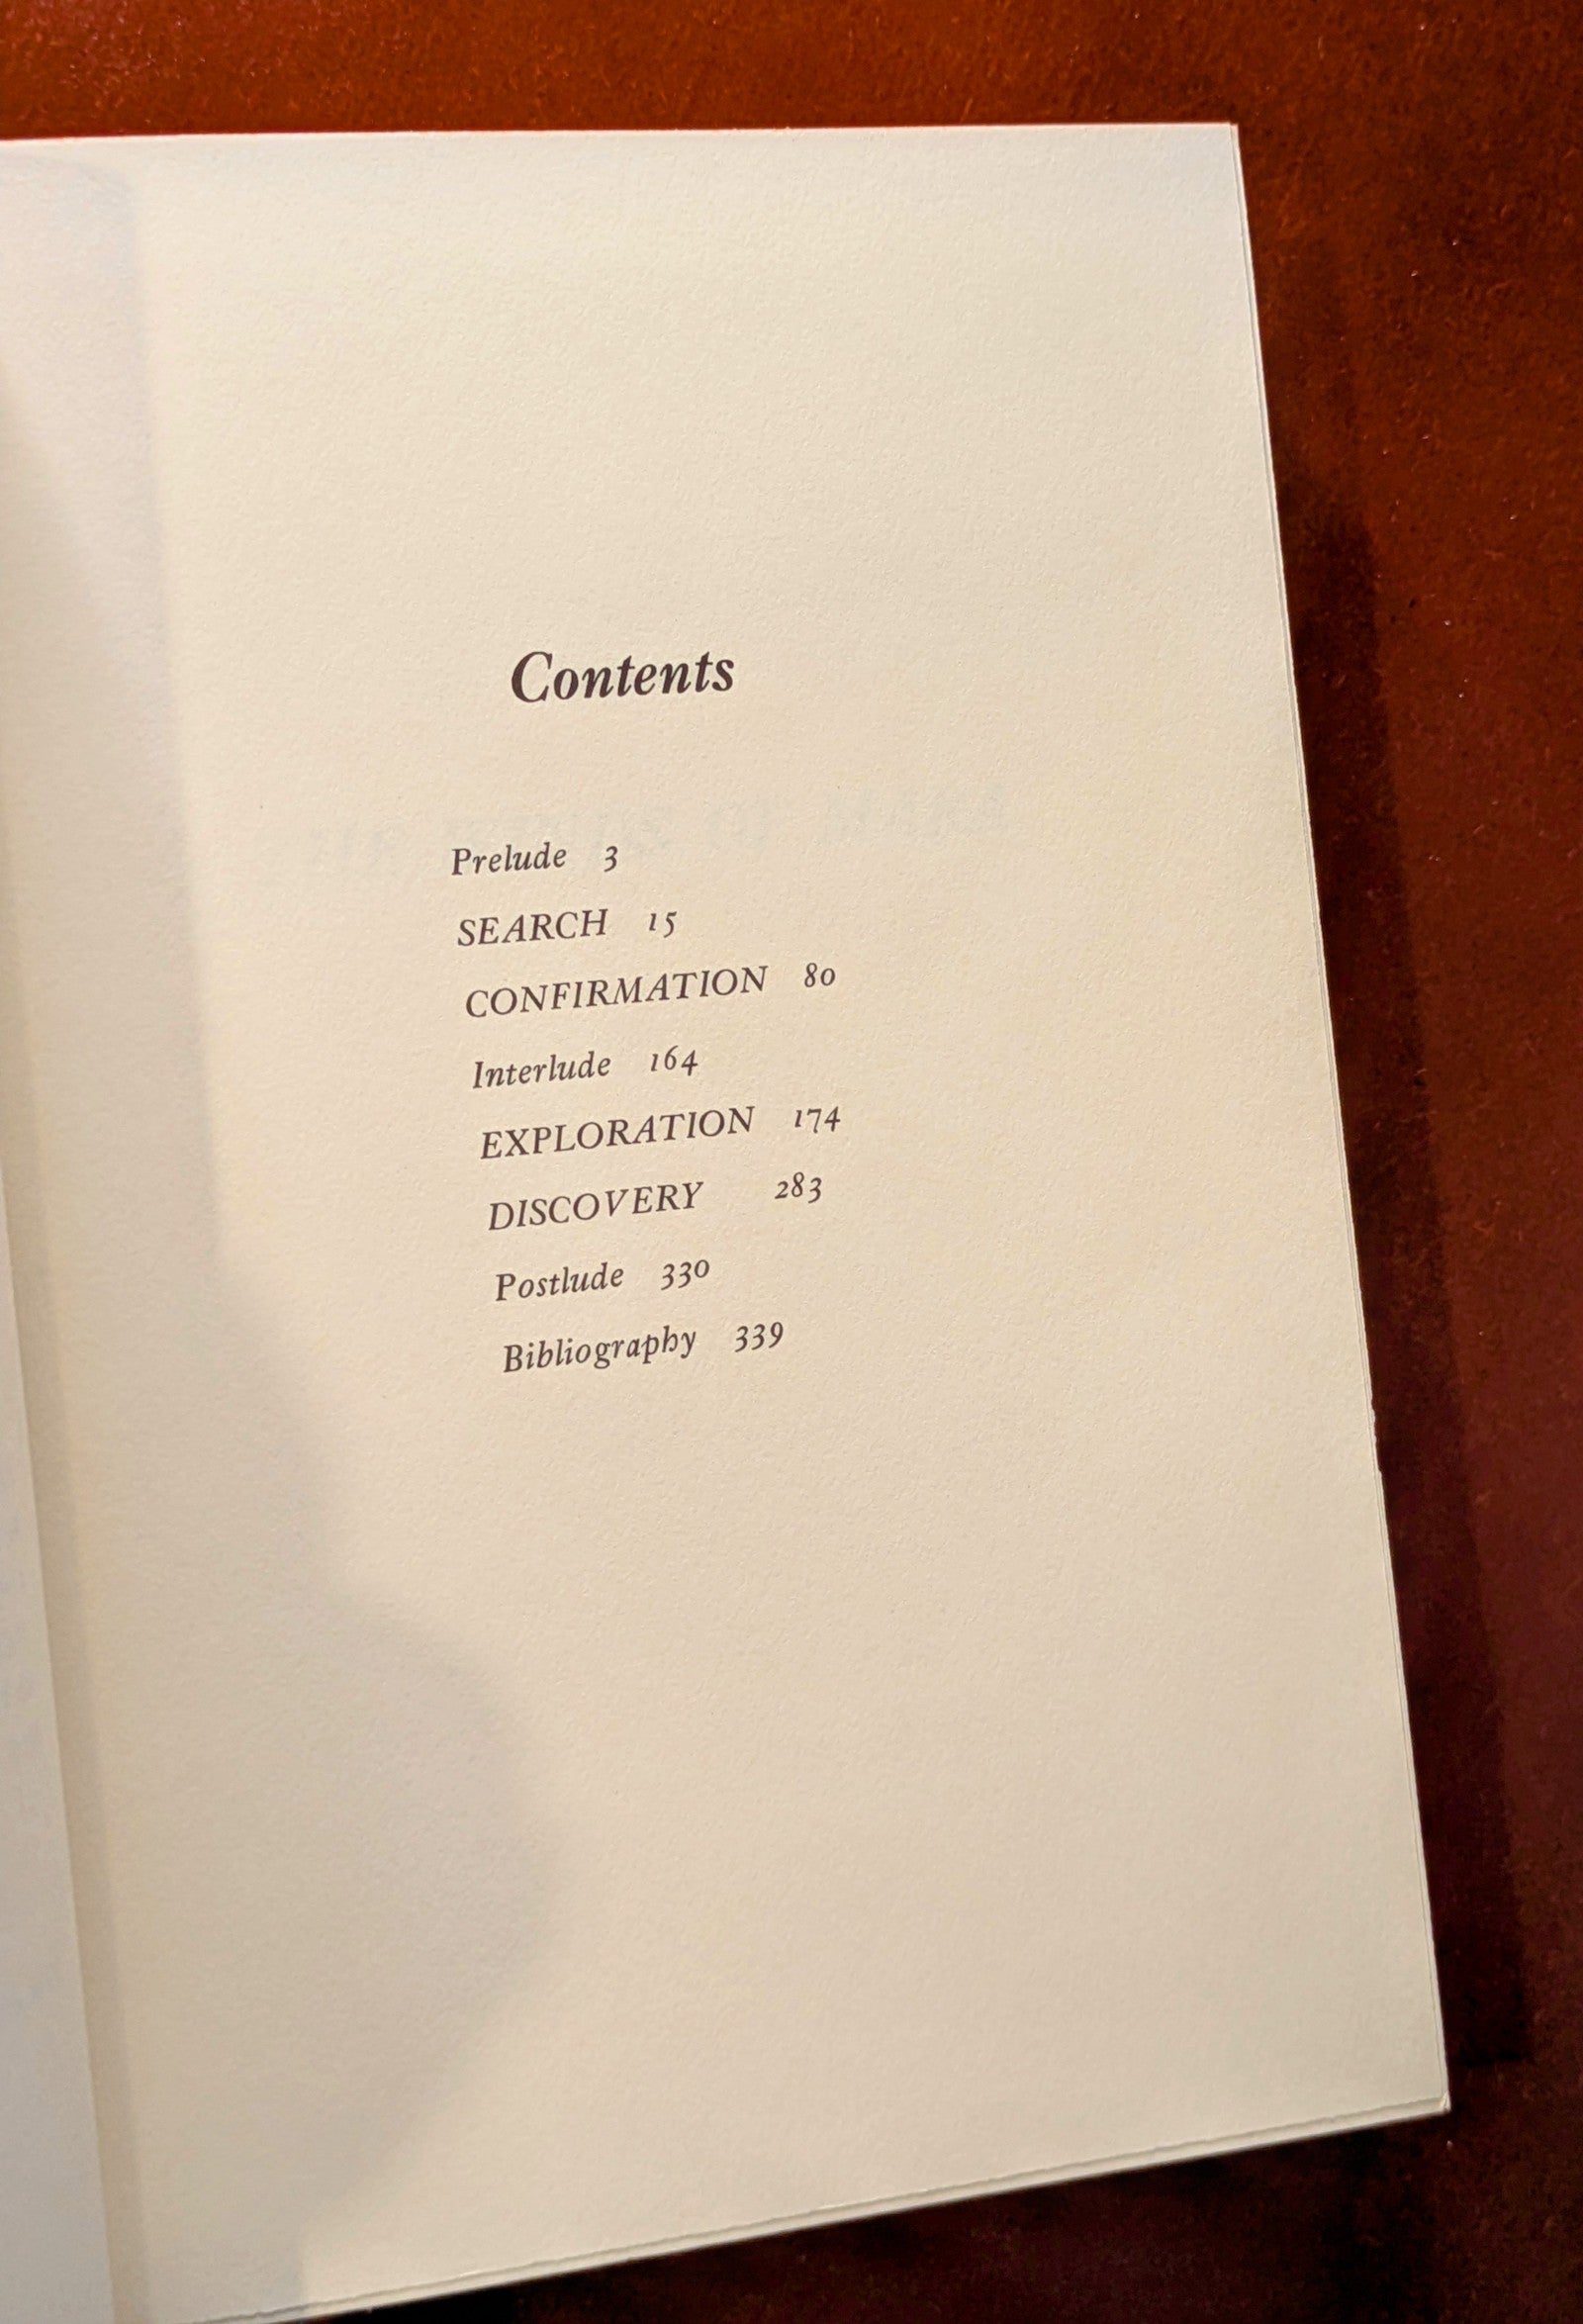 Contents
Prelude 3
SEARCH 15
CONFIRMATION 80
Interlude 164
EXPLORATION 174
DISCOVERY 283
Postlude 330
Bibliography 339